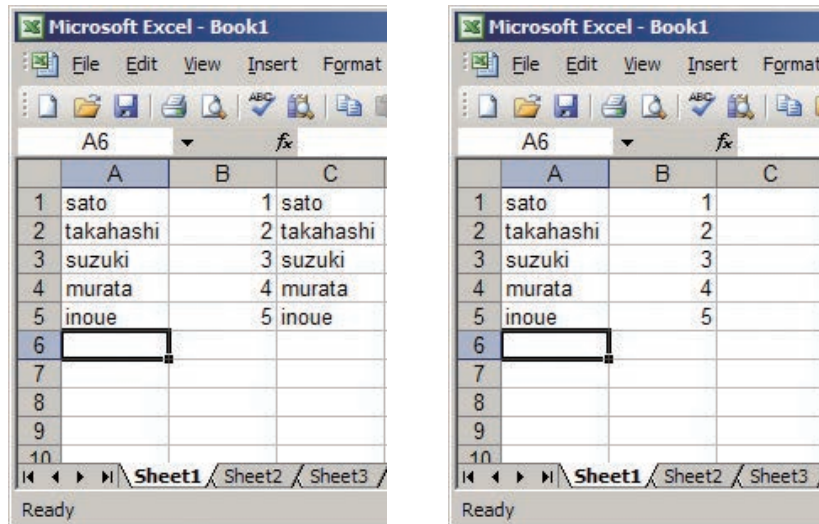 Microsoft Excel - Book1
File Edit View Insert Format
ABC
A6 fx
A B C
1 sato 1 sato
2 takahashi 2 takahashi
3 suzuki 3 suzuki
4 murata 4 murata
5 inoue 5 inoue
6
7
8
9
10
Sheet1 Sheet2 Sheet3
Ready
Microsoft Excel - Book1
File Edit View Insert Format
ABC
A6 fx
A B C
1 sato 1
2 takahashi 2
3 suzuki 3
4 murata 4
5 inoue 5
6
7
8
9
10
Sheet1 Sheet2 Sheet3
Ready